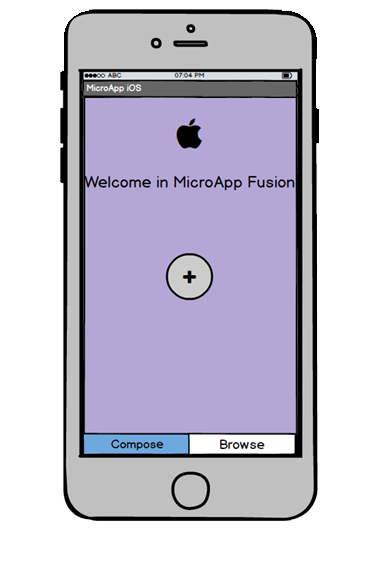 ABC 07:04 PM
MicroApp iOS
Welcome in MicroApp Fusion
+
Compose Browse